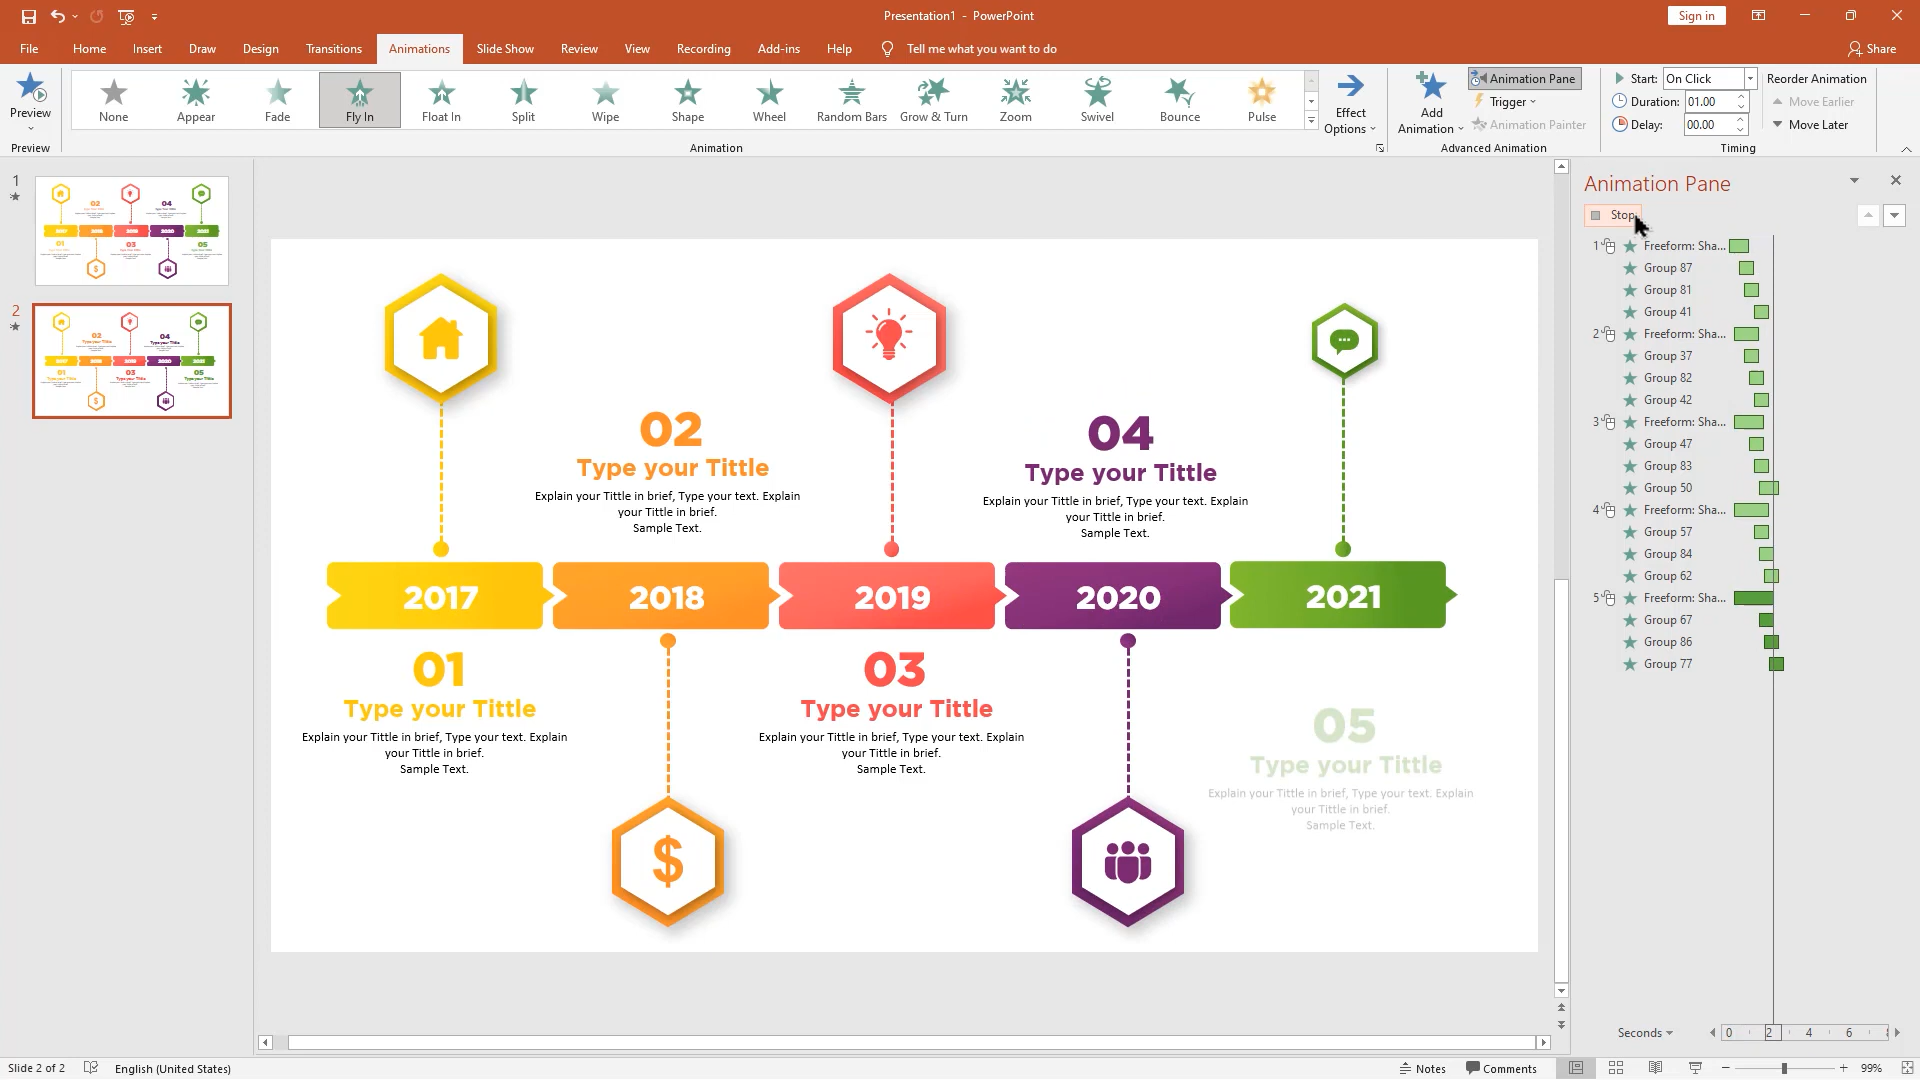 Presentation1 - PowerPoint
Sign in
File Home Insert Draw Design Transitions Animations Slide Show Review View Recording Add-ins Help Tell me what you want to do
Share
Preview
None Appear Fade Fly In Float In Split Wipe Shape Wheel Random Bars Grow & Turn Zoom Swivel Bounce Pulse
Effect Options
Add Animation
Animation Pane
Trigger
Animation Painter
Start: On Click
Duration: 01.00
Delay: 00.00
Reorder Animation
Move Earlier
Move Later
Preview
Animation
Advanced Animation
Timing
1
2
02
Type your Tittle
Explain your Tittle in brief, Type your text. Explain
your Tittle in brief.
Sample Text.
04
Type your Tittle
Explain your Tittle in brief, Type your text. Explain
your Tittle in brief.
Sample Text.
2017 2018 2019 2020 2021
01
Type your Tittle
Explain your Tittle in brief, Type your text. Explain
your Tittle in brief.
Sample Text.
03
Type your Tittle
Explain your Tittle in brief, Type your text. Explain
your Tittle in brief.
Sample Text.
05
Type your Tittle
Explain your Tittle in brief, Type your text. Explain
your Tittle in brief.
Sample Text.
$
Animation Pane
Stop
1 Freeform: Sha...
Group 87
Group 81
Group 41
2 Freeform: Sha...
Group 37
Group 82
Group 42
3 Freeform: Sha...
Group 47
Group 83
Group 50
4 Freeform: Sha...
Group 57
Group 84
Group 62
5 Freeform: Sha...
Group 67
Group 86
Group 77
Seconds 0 2 4 6
Slide 2 of 2 English (United States)
Notes Comments 99%